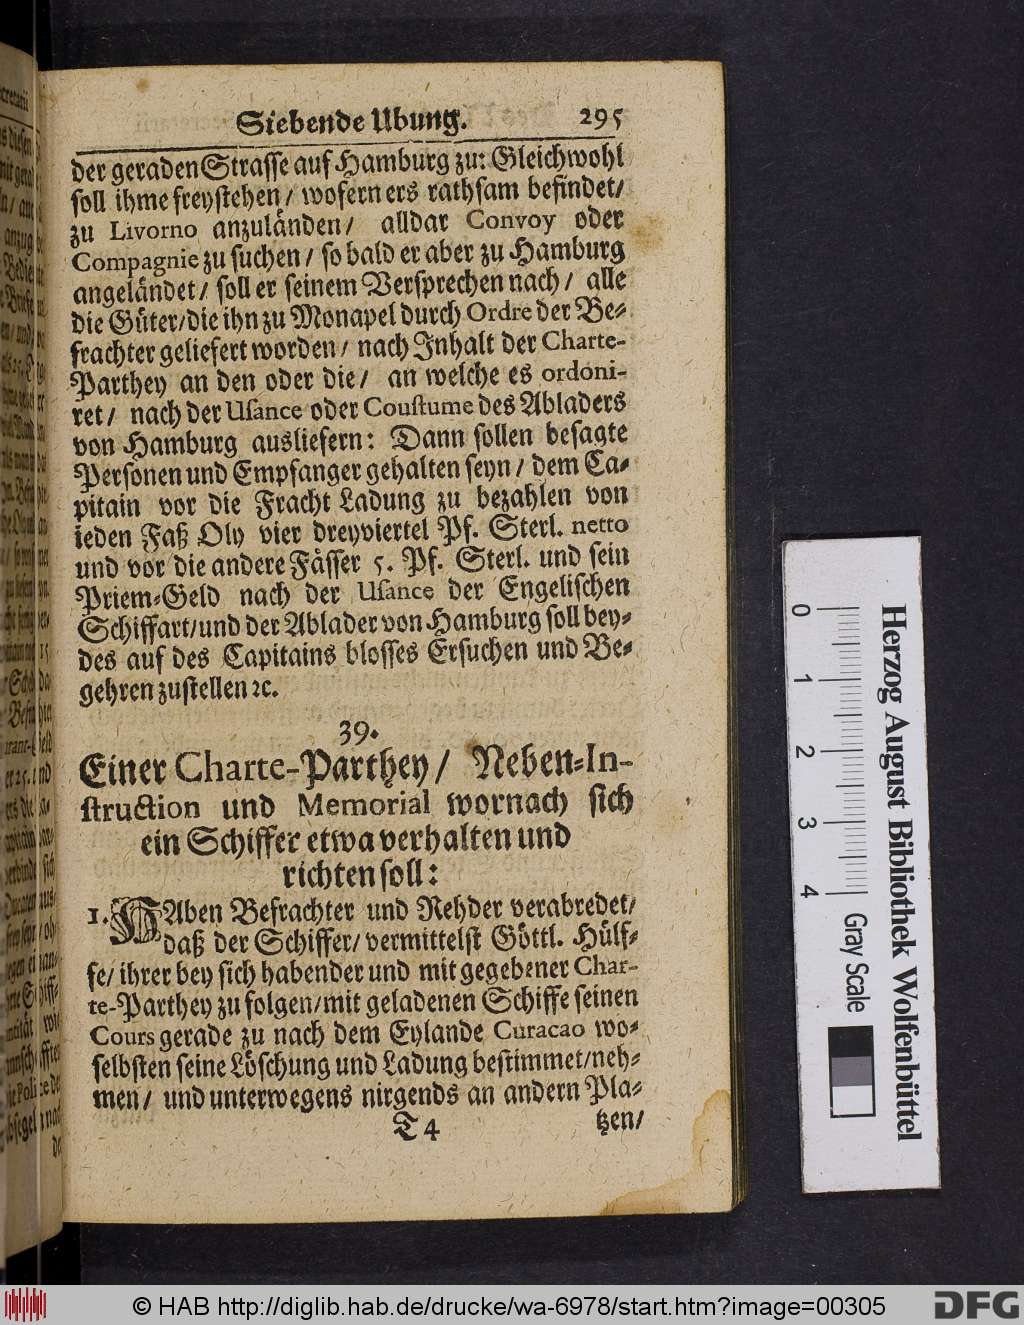 Siebende Ubung. 295
der geraden Strasse auf Hamburg zu: Gleichwohl
soll ihme freystehen / wofern ers rathsam befindet/
zu Livorno anzuländen/ alldar Convoy oder
Compagnie zu suchen / so bald er aber zu Hamburg
angeländet / soll er seinem Versprechen nach / alle
die Güter/die ihn zu Monapel durch Ordre der Be-
frachter geliefert worden / nach Inhalt der Charte-
Parthey an den oder die/ an welche es ordoni-
ret / nach der Usance oder Coustume des Abladers
von Hamburg ausliefern: Dann sollen besagte
Personen und Empfanger gehalten seyn / dem Ca-
pitain vor die Fracht Ladung zu bezahlen von
ieden Faß Oly vier dreyviertel Pf. Sterl. netto
und vor die andere Fässer 5. Pf. Sterl. und sein
Priem-Geld nach der Usance der Engelischen
Schiffart/und der Ablader von Hamburg soll bey-
des auf des Capitains blosses Ersuchen und Be-
gehren zustellen ꝛc.
39.
Einer Charte-Parthey / Neben-In-
struction und Memorial wornach sich
ein Schiffer etwa verhalten und
richten soll:
1. HAben Befrachter und Rehder verabredet/
daß der Schiffer/ vermittelst Göttl. Hülf-
fe/ ihrer bey sich habender und mit gegebener Char-
te-Parthey zu folgen/mit geladenen Schiffe seinen
Cours gerade zu nach dem Eylande Curacao wo-
selbsten seine Löschung und Ladung bestimmet/neh-
men / und unterwegens nirgends an andern Pla-
T 4 tzen/
0 1 2 3 4
Gray Scale
Herzog August Bibliothek Wolfenbüttel
© HAB http://diglib.hab.de/drucke/wa-6978/start.htm?image=00305
DFG